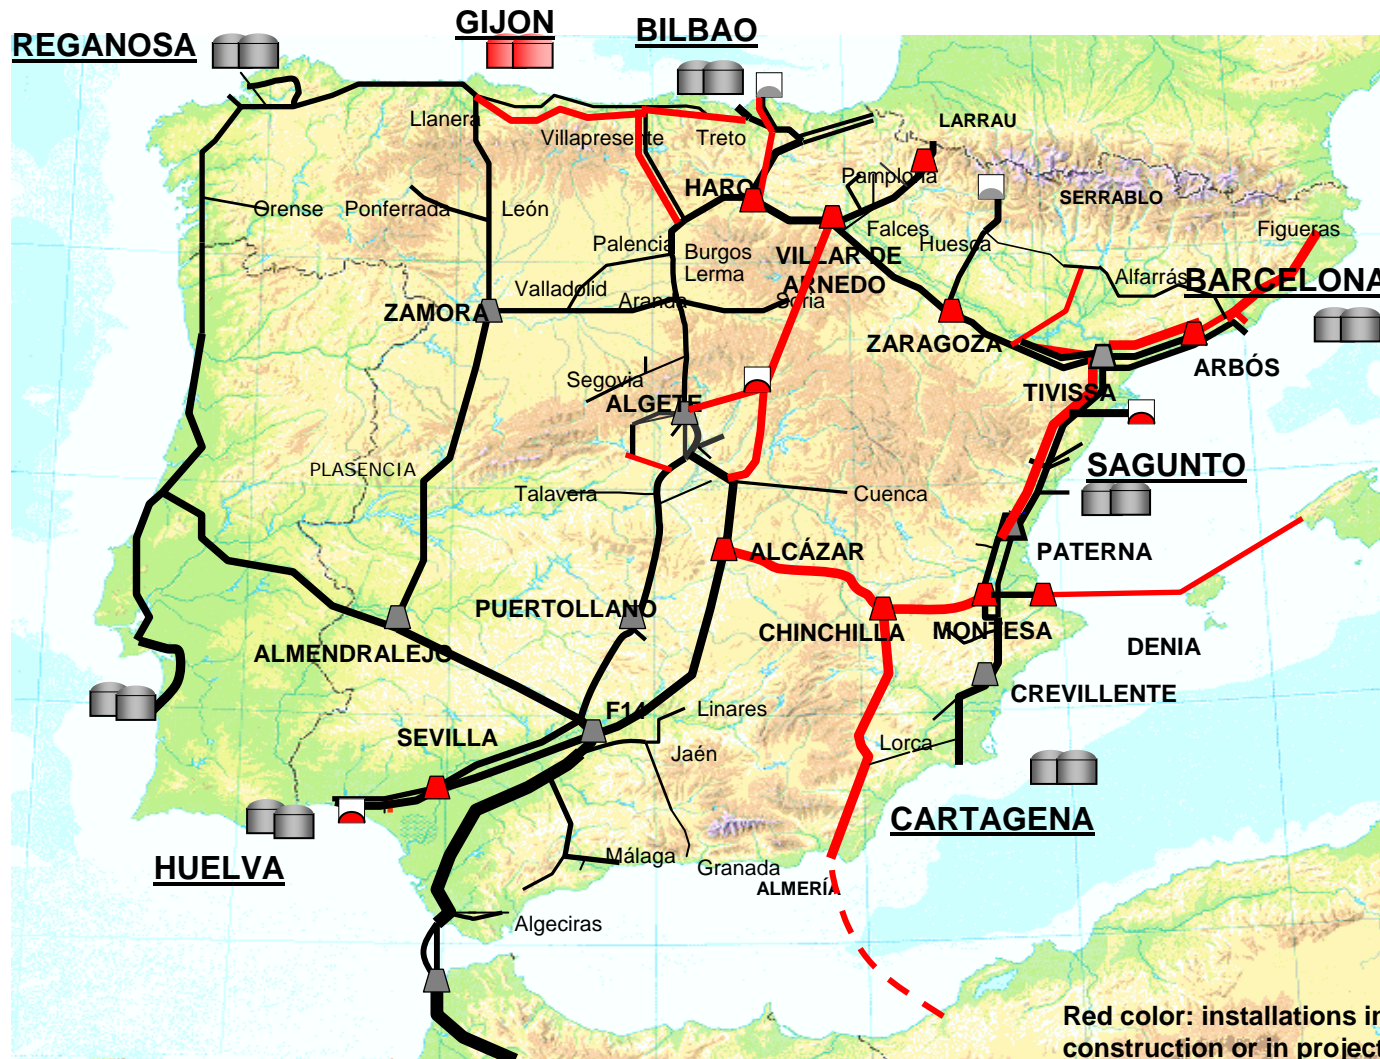 GIJON
BILBAO
REGANOSA
Llanera
Villapresente
Treto
LARRAU
Pamplona
HARO
SERRABLO
Orense
Ponferrada
León
Falces
Huesca
Figueras
Palencia
Burgos
Lerma
VILLAR DE
ARNEDO
Alfarrás
BARCELONA
Valladolid
Aranda
Soria
ZAMORA
ZARAGOZA
ARBÓS
Segovia
TIVISSA
ALGETE
PLASENCIA
SAGUNTO
Talavera
Cuenca
ALCÁZAR
PATERNA
PUERTOLLANO
CHINCHILLA
MONTESA
ALMENDRALEJO
DENIA
CREVILLENTE
F14
Linares
SEVILLA
Jaén
Lorca
CARTAGENA
HUELVA
Málaga
Granada
ALMERÍA
Algeciras
Red color: installations in
construction or in project